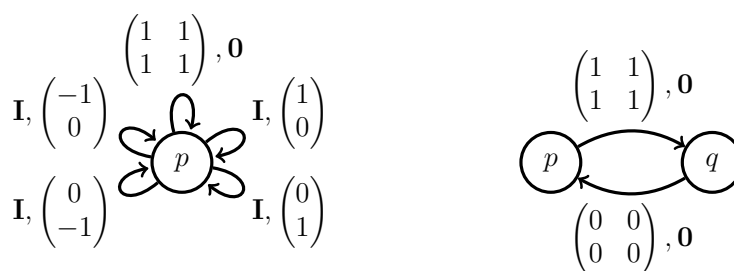 (1 1
1 1), 0
I, (−1
0)
I, (1
0)
p
I, (0
−1)
I, (0
1)
(1 1
1 1), 0
p
q
(0 0
0 0), 0